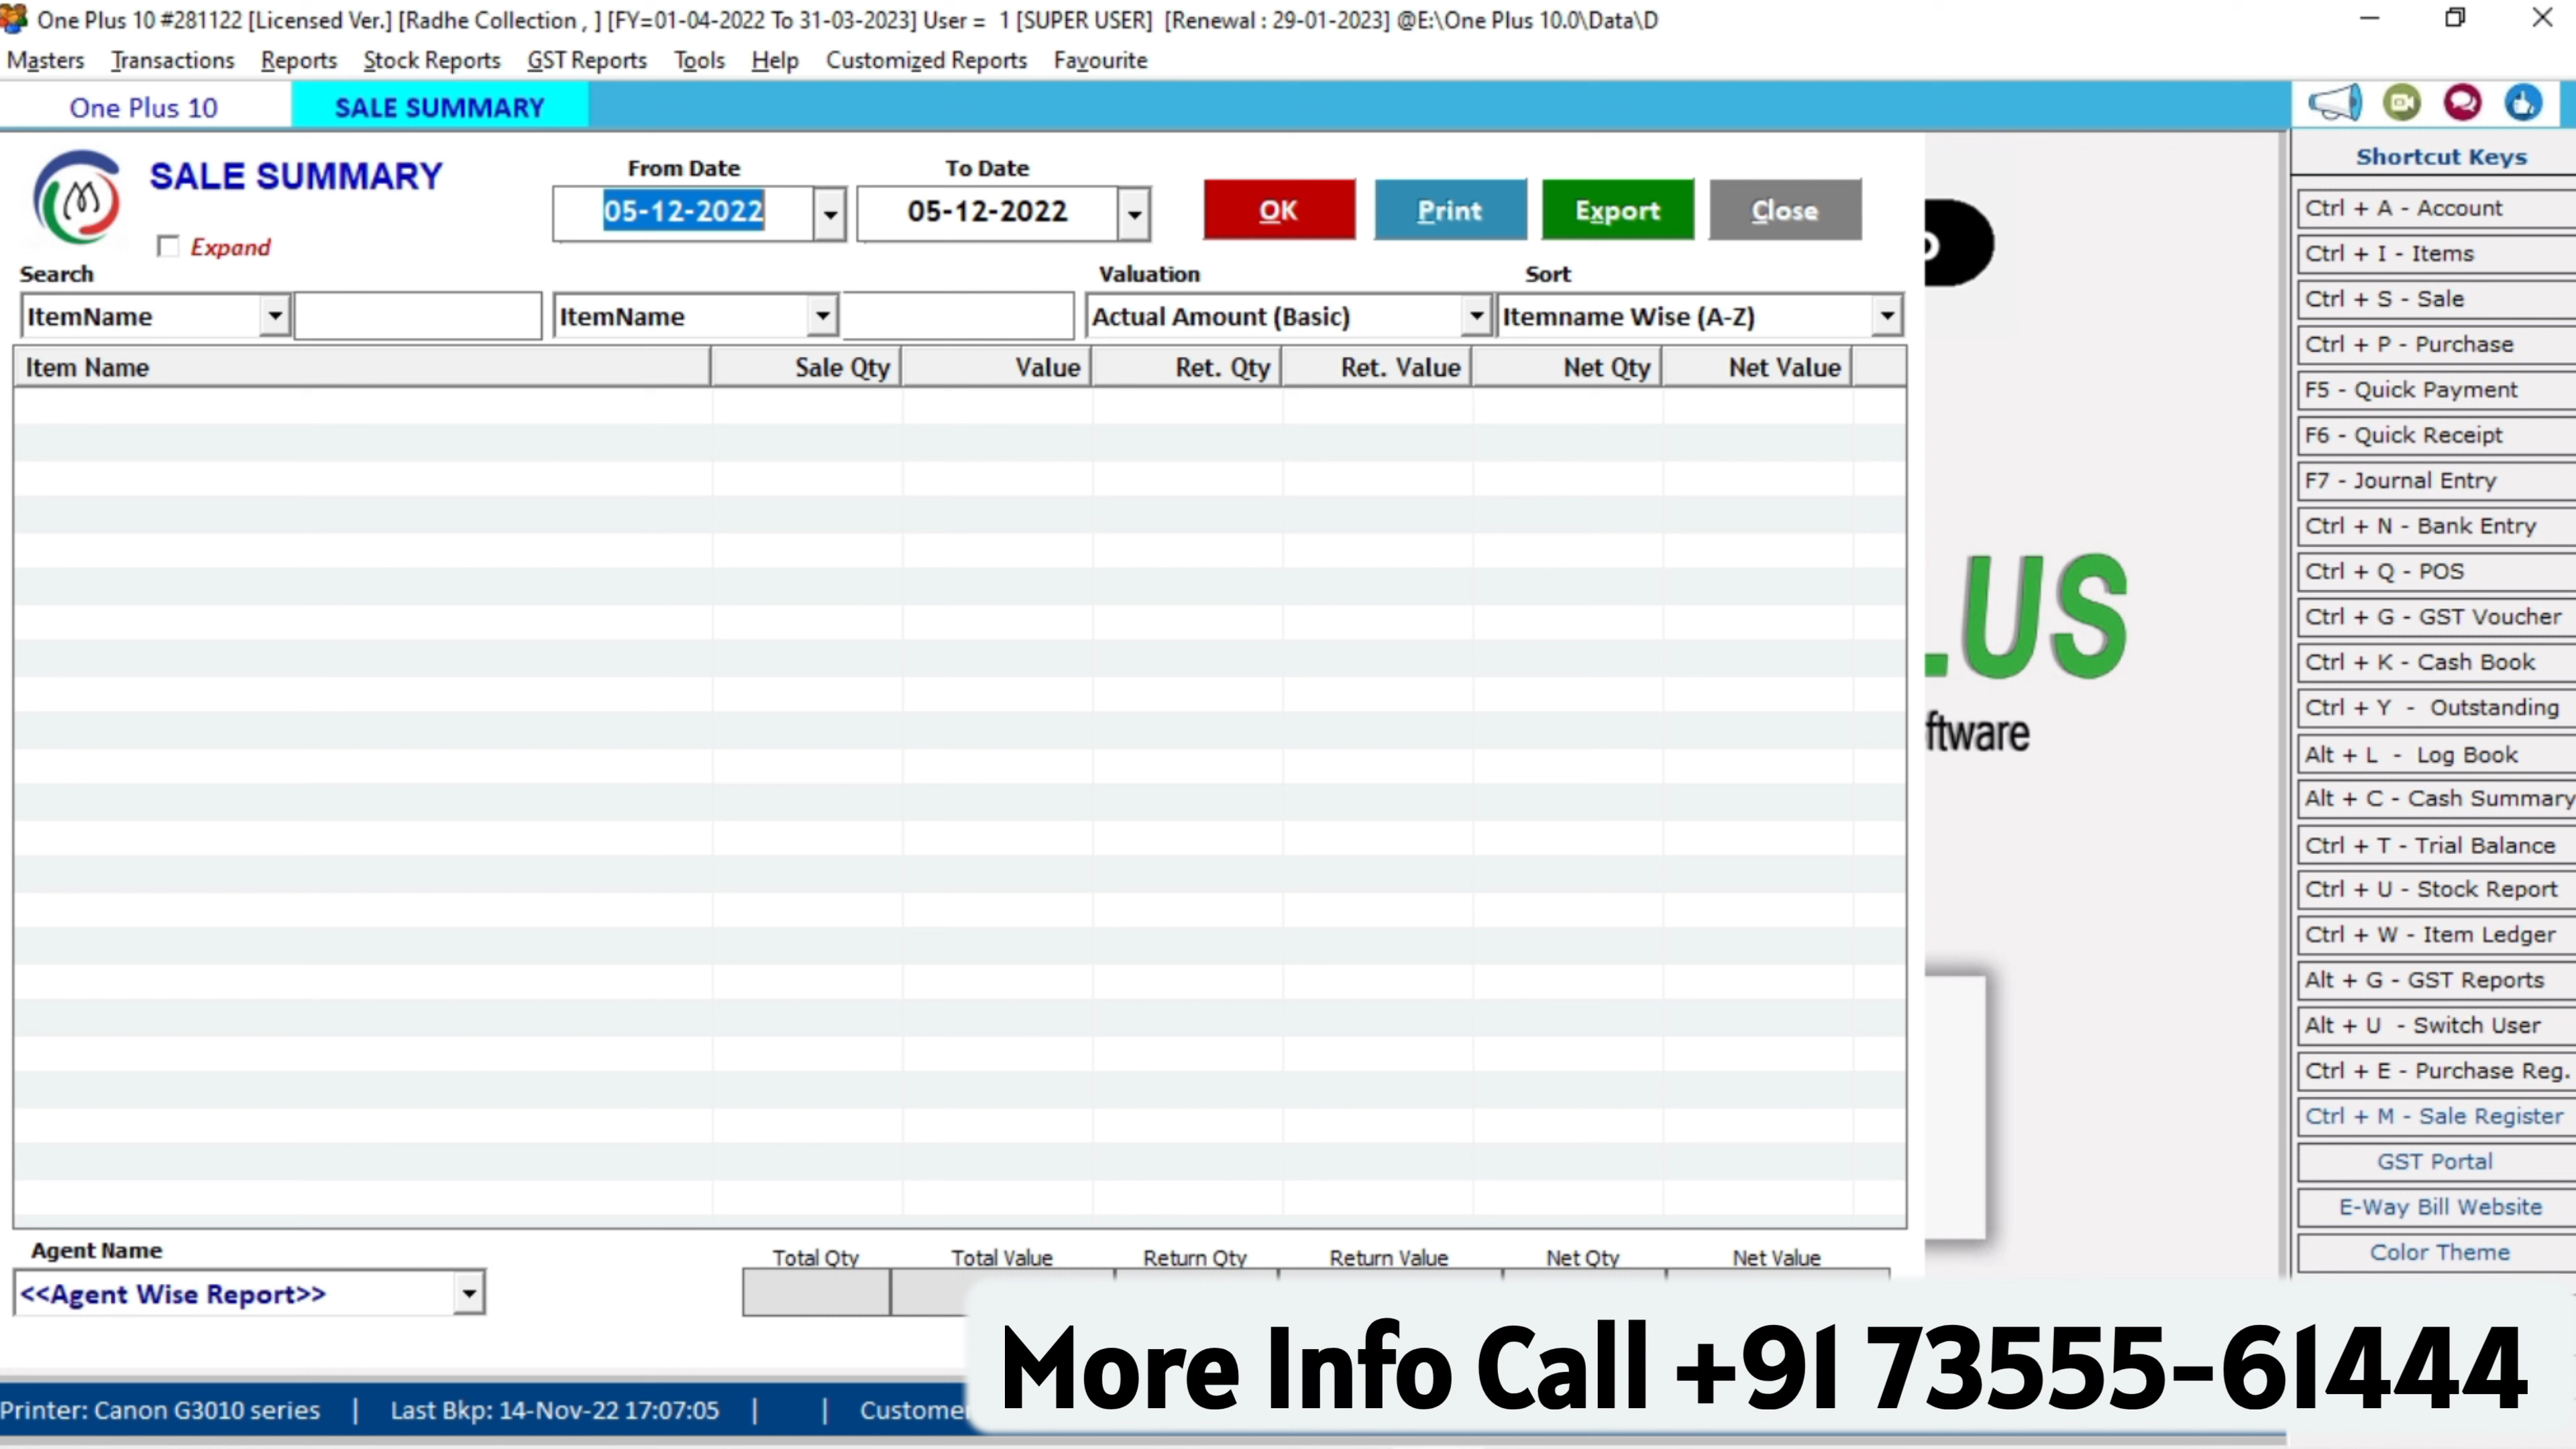 One Plus 10 #281122 [Licensed Ver.] [Radhe Collection , ] [FY=01-04-2022 To 31-03-2023] User = 1 [SUPER USER] [Renewal : 29-01-2023] @E:\One Plus 10.0\Data\D
Masters Transactions Reports Stock Reports GST Reports Tools Help Customized Reports Favourite
One Plus 10 SALE SUMMARY
SALE SUMMARY
Expand
From Date To Date
05-12-2022 05-12-2022
OK Print Export Close
Search Valuation Sort
ItemName ItemName Actual Amount (Basic) Itemname Wise (A-Z)
Item Name Sale Qty Value Ret. Qty Ret. Value Net Qty Net Value
LUS
ftware
Agent Name
<<Agent Wise Report>>
Total Qty Total Value Return Qty Return Value Net Qty Net Value
Shortcut Keys
Ctrl + A - Account
Ctrl + I - Items
Ctrl + S - Sale
Ctrl + P - Purchase
F5 - Quick Payment
F6 - Quick Receipt
F7 - Journal Entry
Ctrl + N - Bank Entry
Ctrl + Q - POS
Ctrl + G - GST Voucher
Ctrl + K - Cash Book
Ctrl + Y - Outstanding
Alt + L - Log Book
Alt + C - Cash Summary
Ctrl + T - Trial Balance
Ctrl + U - Stock Report
Ctrl + W - Item Ledger
Alt + G - GST Reports
Alt + U - Switch User
Ctrl + E - Purchase Reg.
Ctrl + M - Sale Register
GST Portal
E-Way Bill Website
Color Theme
Printer: Canon G3010 series | Last Bkp: 14-Nov-22 17:07:05 | | Custome
More Info Call +91 73555-61444